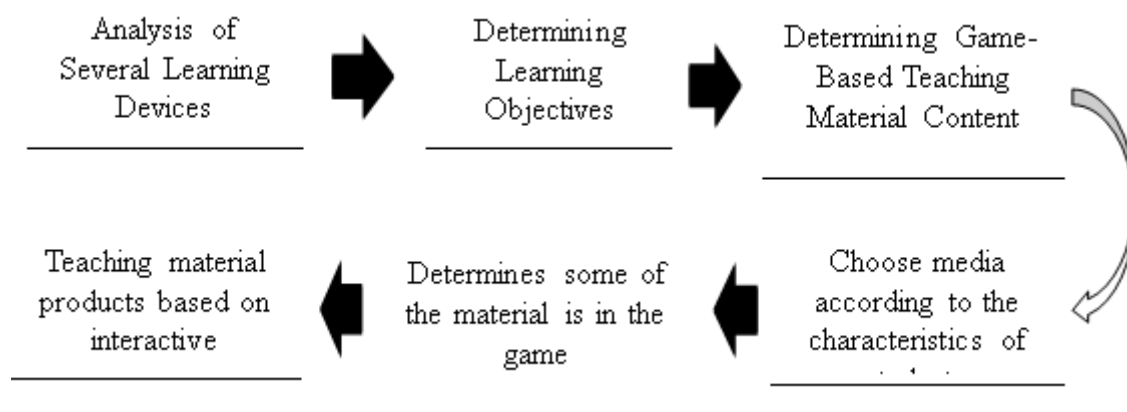 Analysis of
Several Learning
Devices
Determining
Learning
Objectives
Determining Game-
Based Teaching
Material Content
Choose media
according to the
characteristics of
Determines some of
the material is in the
game
Teaching material
products based on
interactive